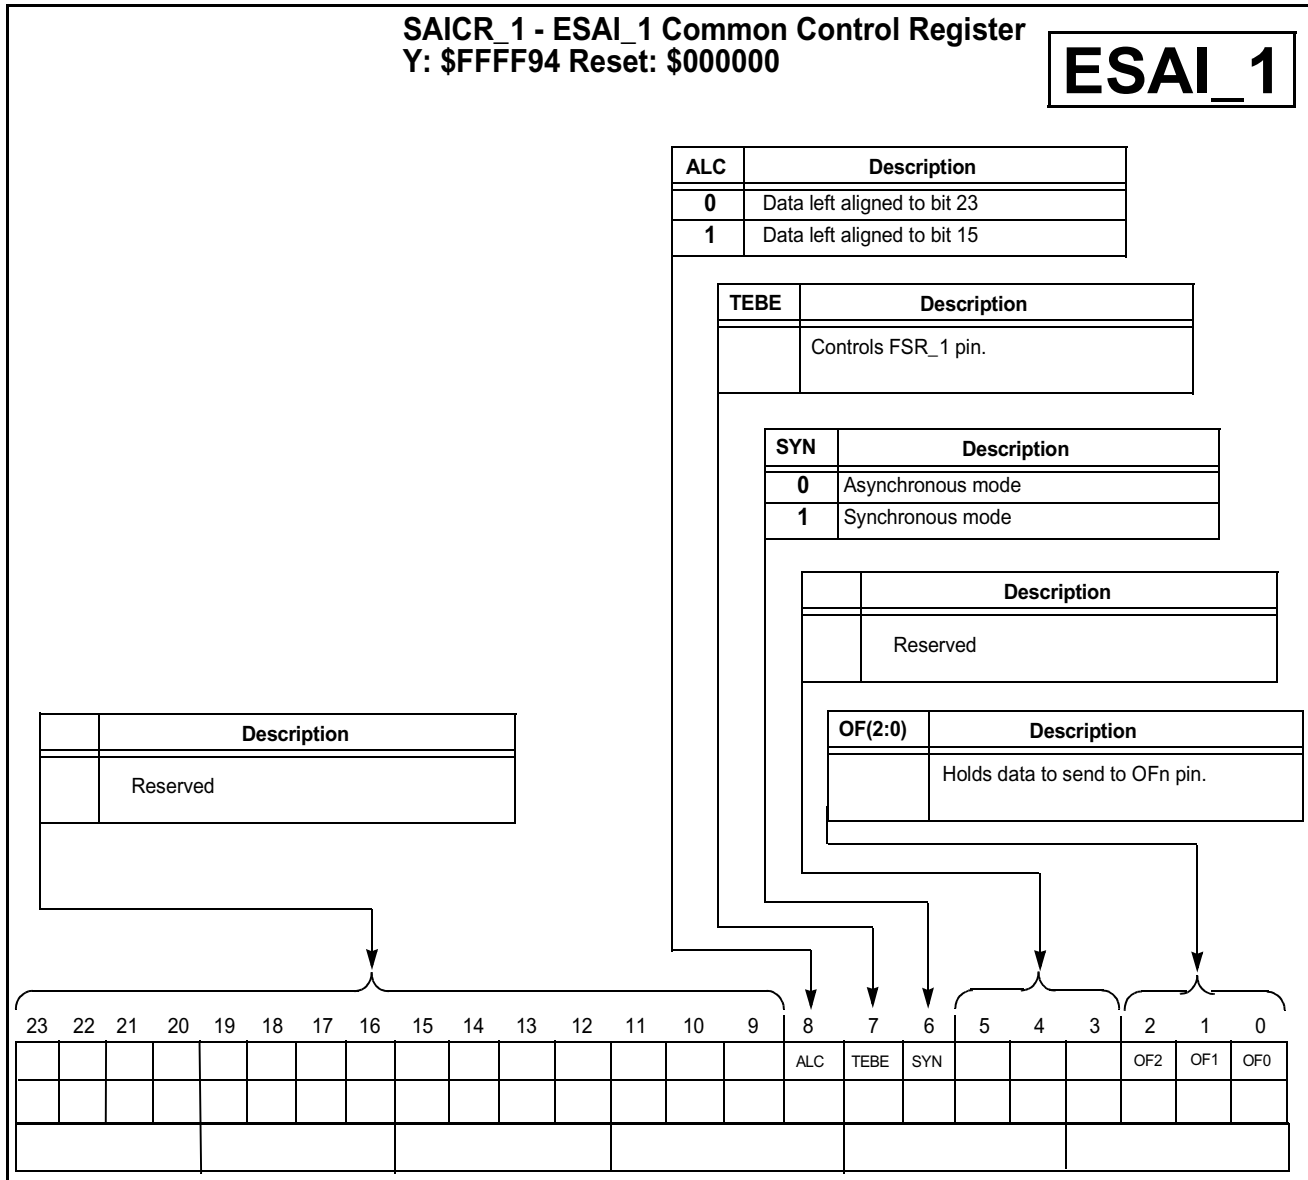 SAICR_1 - ESAI_1 Common Control Register
Y: $FFFF94 Reset: $000000
ESAI_1
ALC Description
0 Data left aligned to bit 23
1 Data left aligned to bit 15
TEBE Description
Controls FSR_1 pin.
SYN Description
0 Asynchronous mode
1 Synchronous mode
Description
Reserved
Description
Reserved
OF(2:0) Description
Holds data to send to OFn pin.
23 22 21 20 19 18 17 16 15 14 13 12 11 10 9 8 7 6 5 4 3 2 1 0
ALC TEBE SYN OF2 OF1 OF0